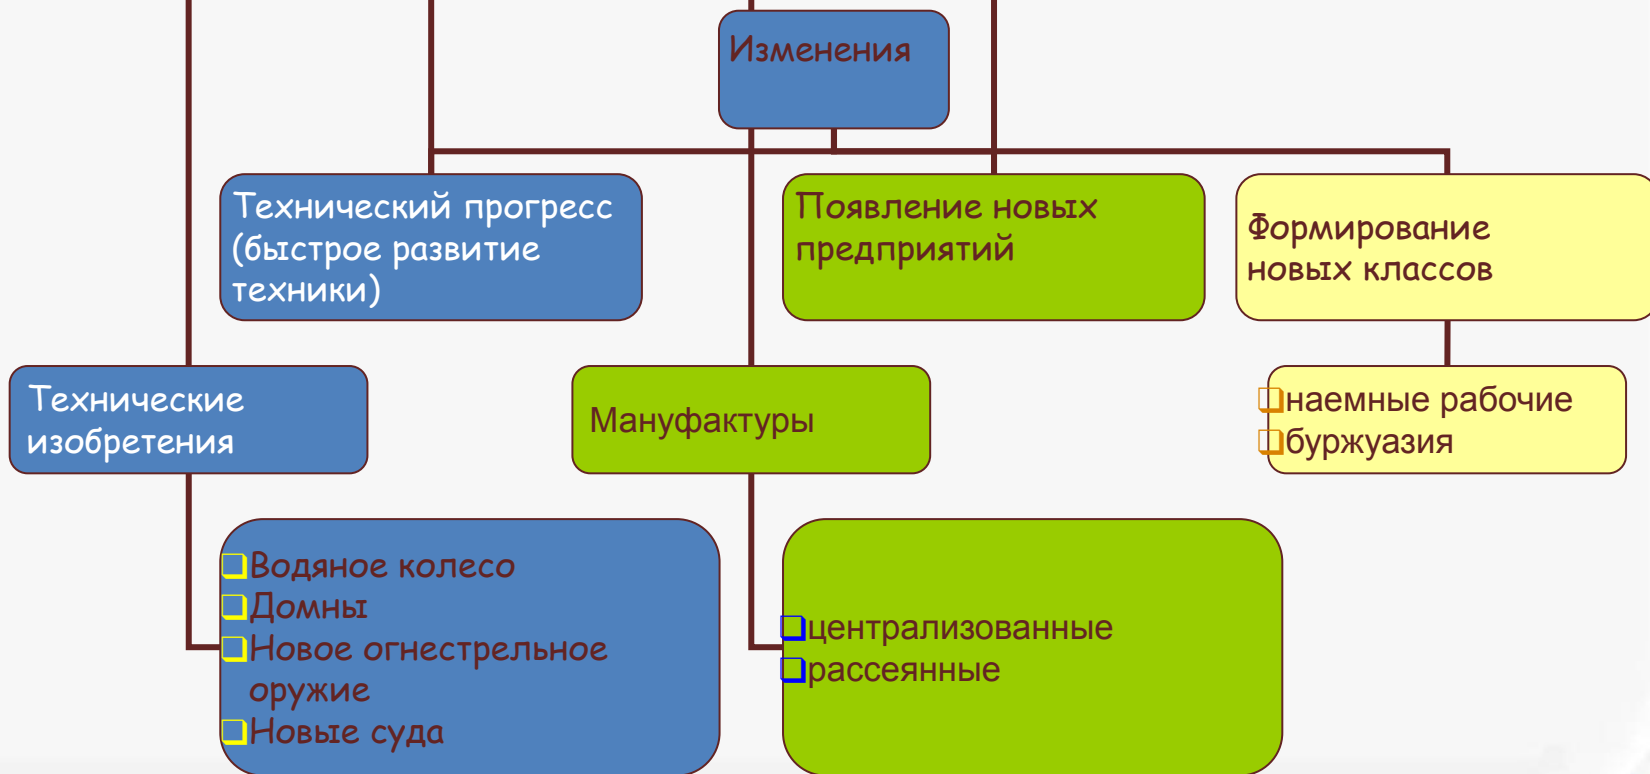 Изменения
Технический прогресс
(быстрое развитие
техники)
Появление новых
предприятий
Формирование
новых классов
Технические
изобретения
Мануфактуры
наемные рабочие
буржуазия
Водяное колесо
Домны
Новое огнестрельное
оружие
Новые суда
централизованные
рассеянные